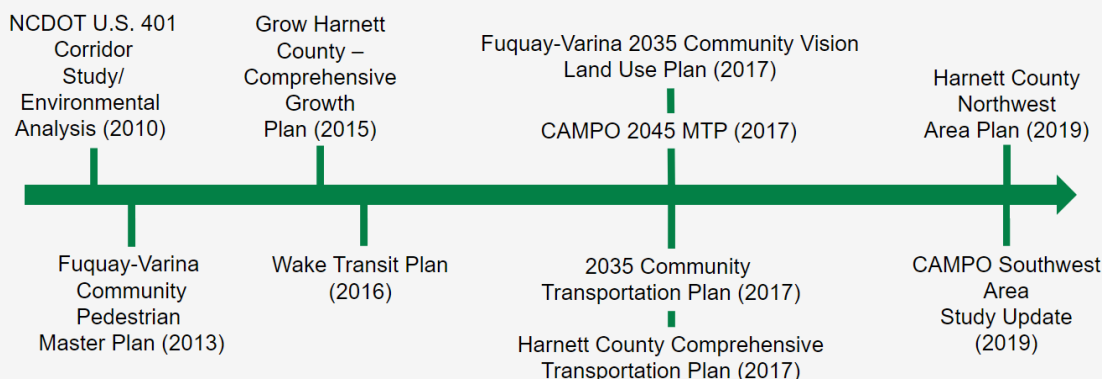 NCDOT U.S. 401
Corridor
Study/
Environmental
Analysis (2010)
Grow Harnett
County –
Comprehensive
Growth
Plan (2015)
Fuquay-Varina 2035 Community Vision
Land Use Plan (2017)
CAMPO 2045 MTP (2017)
Harnett County
Northwest
Area Plan (2019)
Fuquay-Varina
Community
Pedestrian
Master Plan (2013)
Wake Transit Plan
(2016)
2035 Community
Transportation Plan (2017)
Harnett County Comprehensive
Transportation Plan (2017)
CAMPO Southwest
Area
Study Update
(2019)